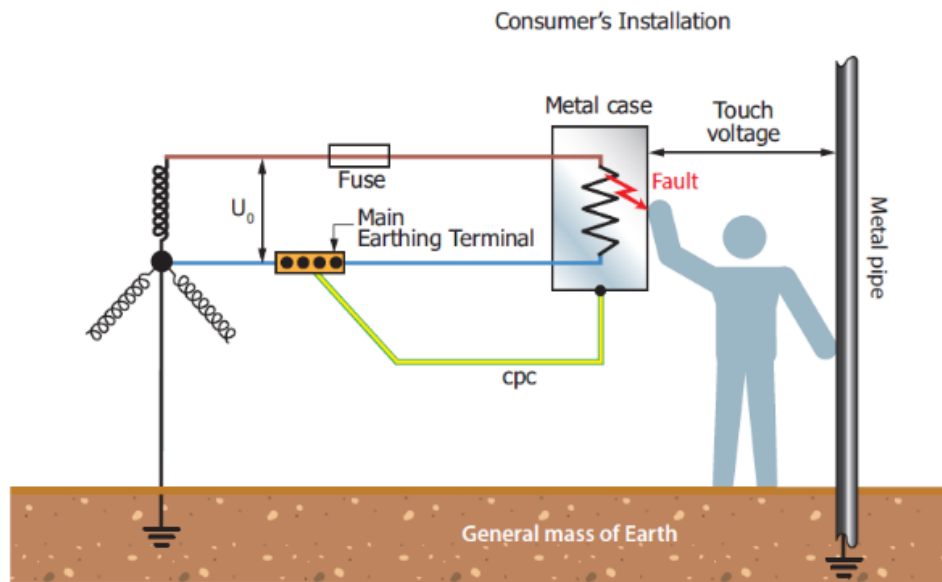 Consumer's Installation
Metal case
Touch
voltage
Fuse
Fault
U₀
Main
Earthing Terminal
Metal pipe
cpc
General mass of Earth